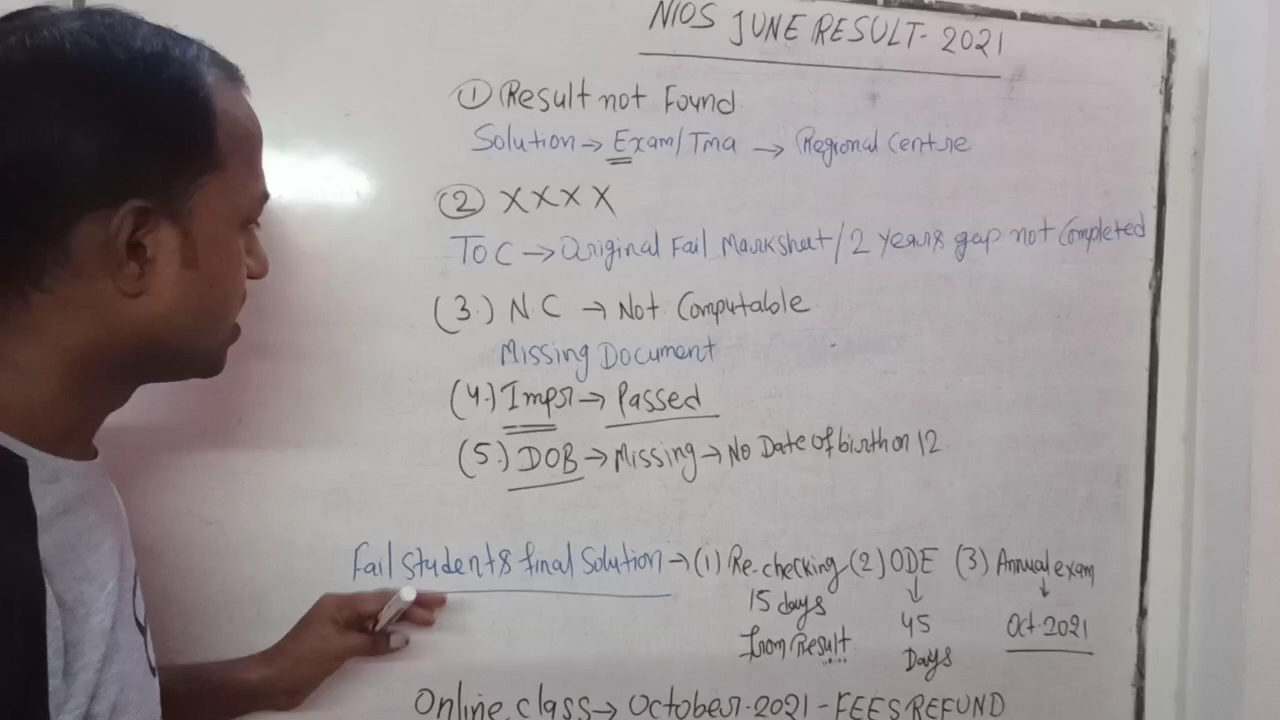 NIOS JUNE RESULT- 2021
① Result not Found
Solution → Exam/Tma → Regional Centre
② X X X X
TOC → Original Fail Marksheet / 2 Years gap not Completed
(3.) N.C → Not Computable
Missing Document
(4.) Impr → Passed
(5.) DOB → Missing → No Date of birth on 12
Fail Students final Solution → (1) Re-checking (2) ODE (3) Annual exam
15 days ↓ ↓
from Result 45 Oct-2021
Days
Online class → October-2021 - FEES REFUND